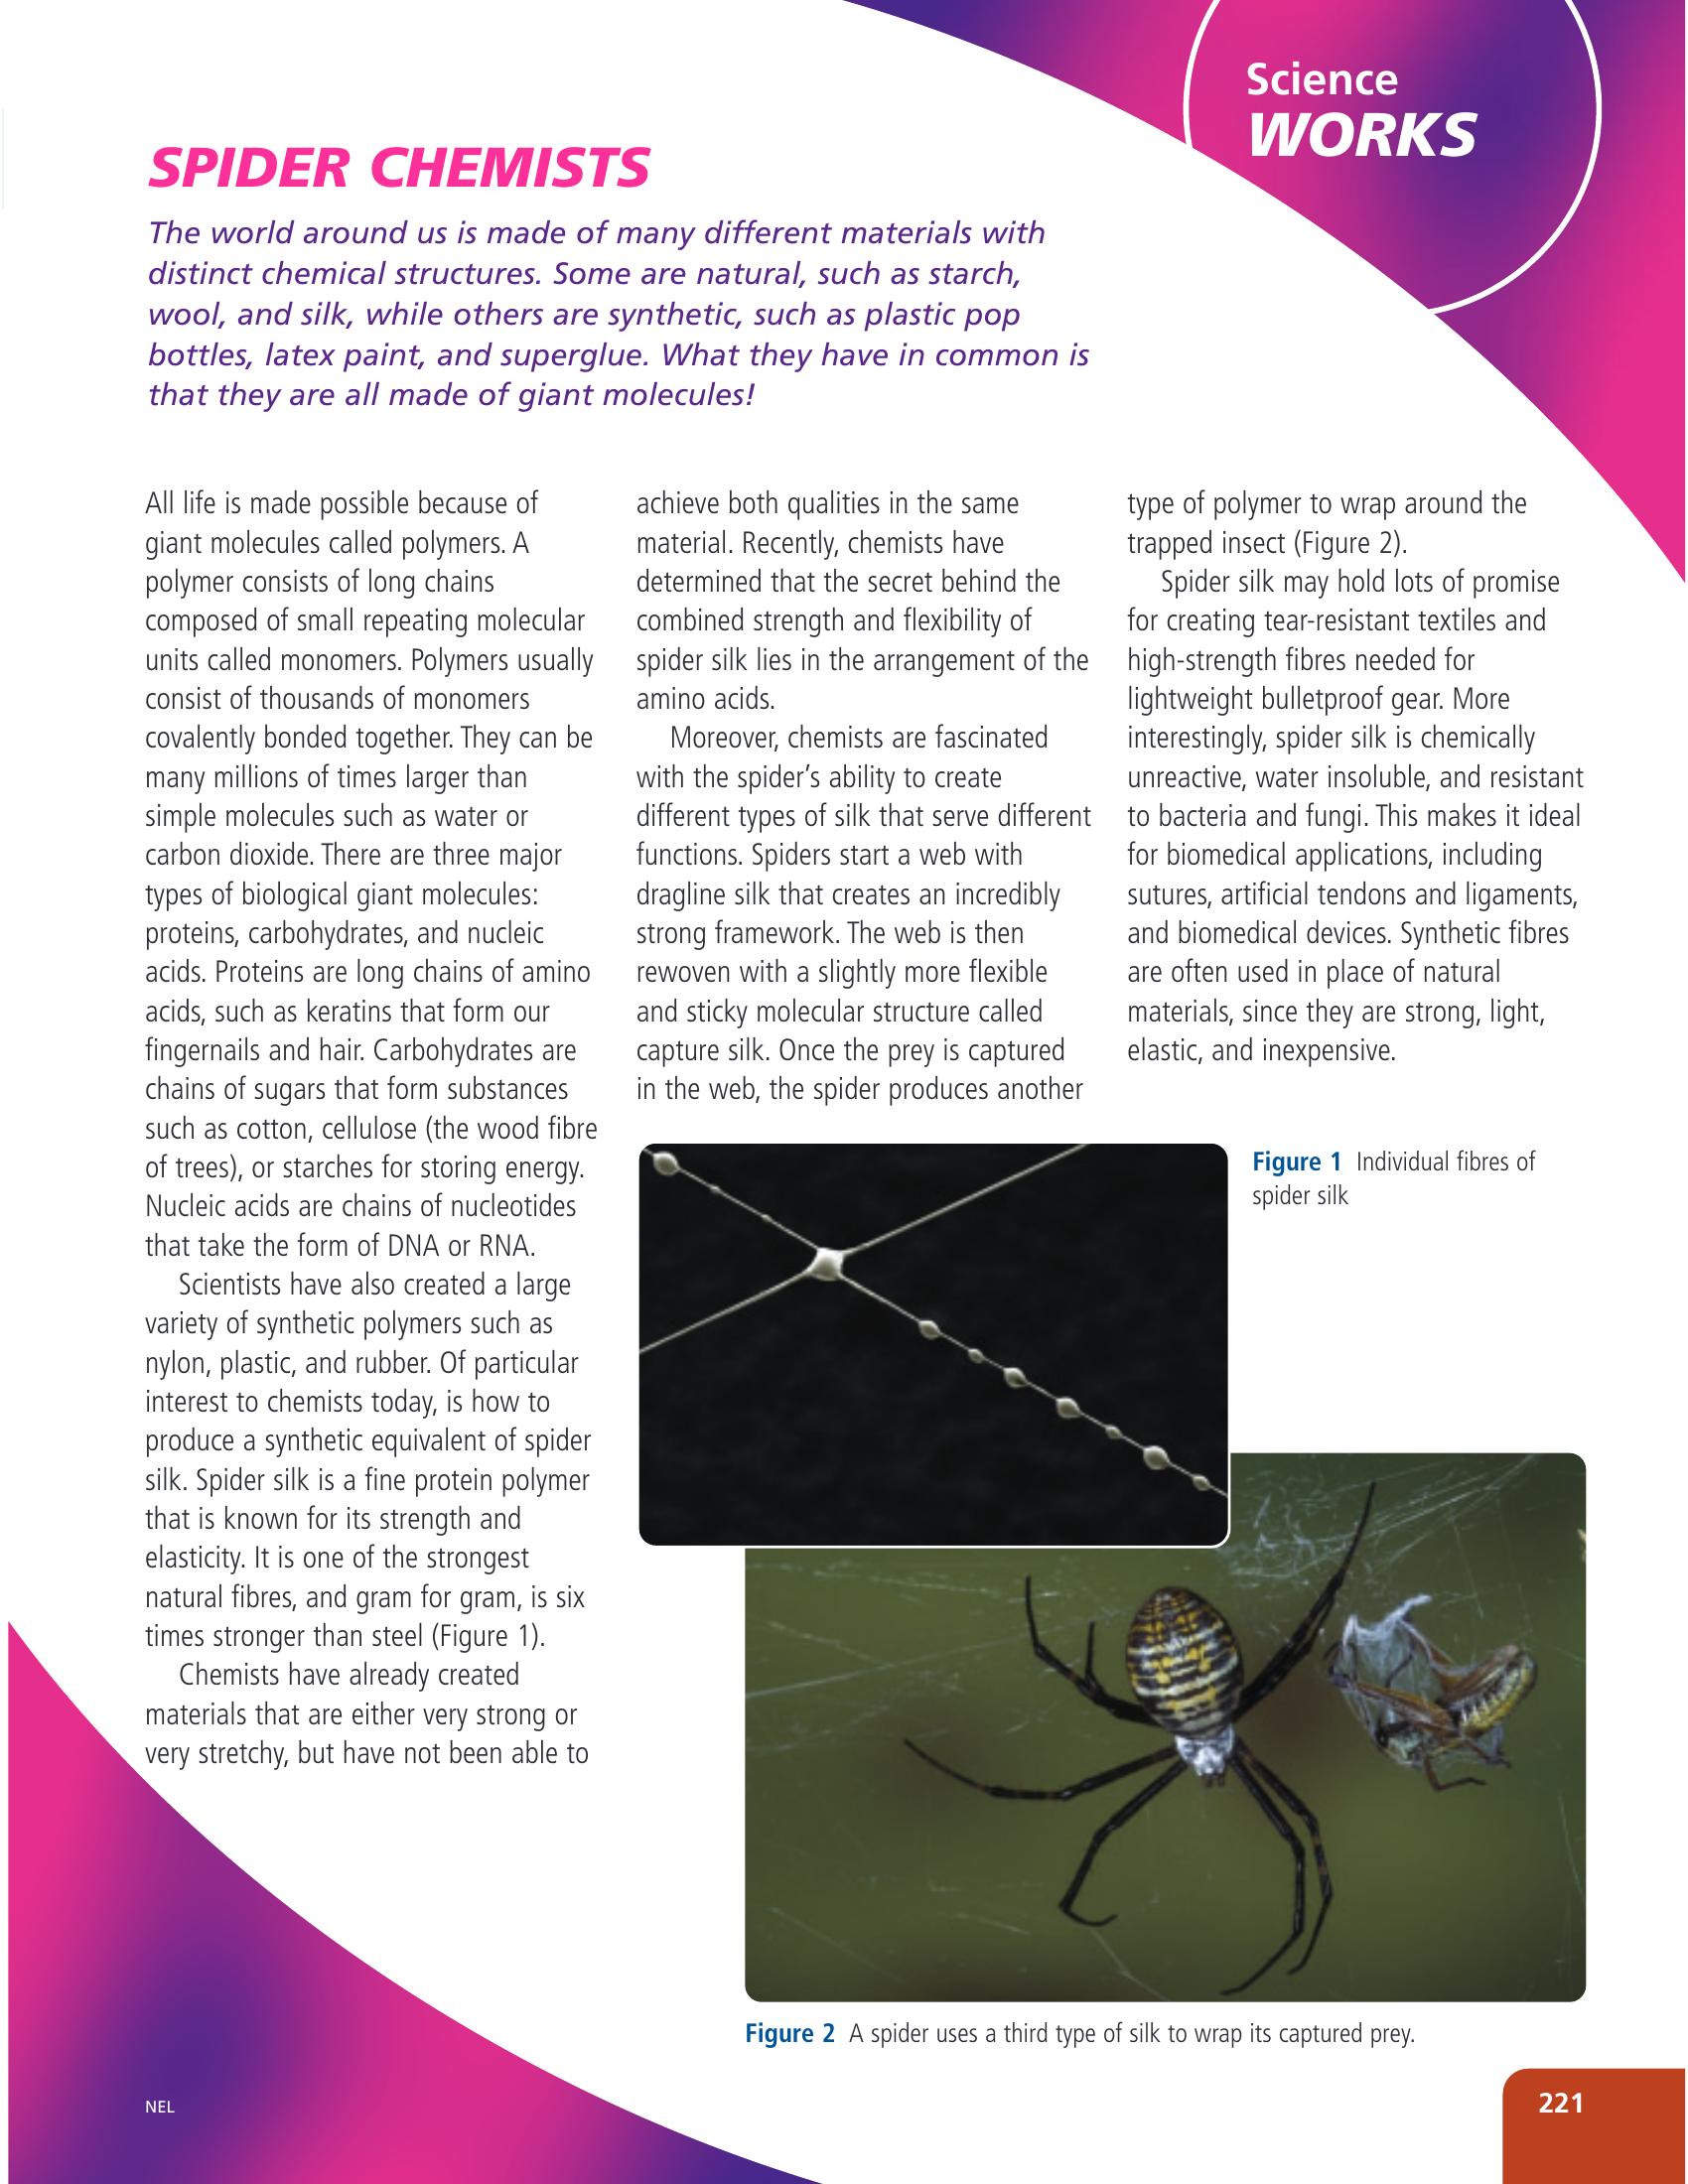 Science
WORKS
SPIDER CHEMISTS
The world around us is made of many different materials with
distinct chemical structures. Some are natural, such as starch,
wool, and silk, while others are synthetic, such as plastic pop
bottles, latex paint, and superglue. What they have in common is
that they are all made of giant molecules!
All life is made possible because of
giant molecules called polymers. A
polymer consists of long chains
composed of small repeating molecular
units called monomers. Polymers usually
consist of thousands of monomers
covalently bonded together. They can be
many millions of times larger than
simple molecules such as water or
carbon dioxide. There are three major
types of biological giant molecules:
proteins, carbohydrates, and nucleic
acids. Proteins are long chains of amino
acids, such as keratins that form our
fingernails and hair. Carbohydrates are
chains of sugars that form substances
such as cotton, cellulose (the wood fibre
of trees), or starches for storing energy.
Nucleic acids are chains of nucleotides
that take the form of DNA or RNA.
Scientists have also created a large
variety of synthetic polymers such as
nylon, plastic, and rubber. Of particular
interest to chemists today, is how to
produce a synthetic equivalent of spider
silk. Spider silk is a fine protein polymer
that is known for its strength and
elasticity. It is one of the strongest
natural fibres, and gram for gram, is six
times stronger than steel (Figure 1).
Chemists have already created
materials that are either very strong or
very stretchy, but have not been able to
achieve both qualities in the same
material. Recently, chemists have
determined that the secret behind the
combined strength and flexibility of
spider silk lies in the arrangement of the
amino acids.
Moreover, chemists are fascinated
with the spider's ability to create
different types of silk that serve different
functions. Spiders start a web with
dragline silk that creates an incredibly
strong framework. The web is then
rewoven with a slightly more flexible
and sticky molecular structure called
capture silk. Once the prey is captured
in the web, the spider produces another
type of polymer to wrap around the
trapped insect (Figure 2).
Spider silk may hold lots of promise
for creating tear-resistant textiles and
high-strength fibres needed for
lightweight bulletproof gear. More
interestingly, spider silk is chemically
unreactive, water insoluble, and resistant
to bacteria and fungi. This makes it ideal
for biomedical applications, including
sutures, artificial tendons and ligaments,
and biomedical devices. Synthetic fibres
are often used in place of natural
materials, since they are strong, light,
elastic, and inexpensive.
Figure 1 Individual fibres of
spider silk
Figure 2 A spider uses a third type of silk to wrap its captured prey.
NEL
221